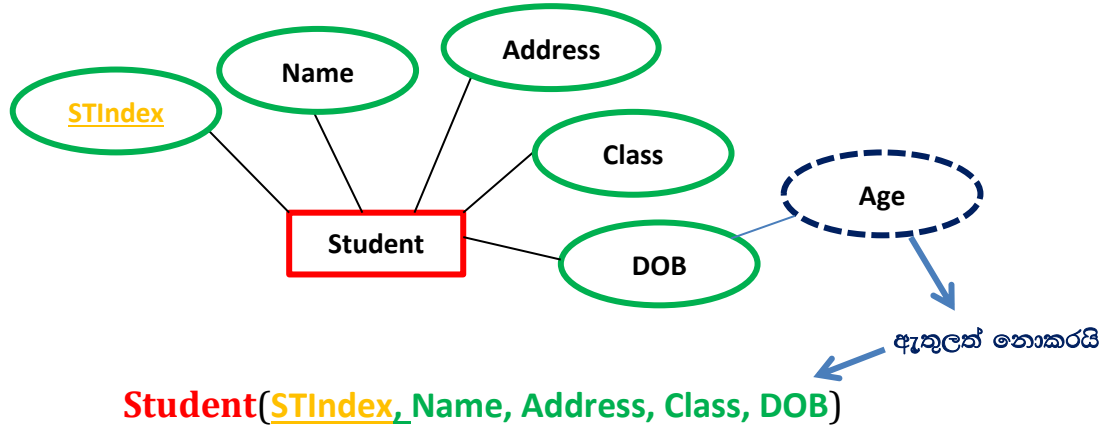 Address
Name
STIndex
Class
Age
Student
DOB
ඇතුලත් නොකරයි
Student(STIndex, Name, Address, Class, DOB)